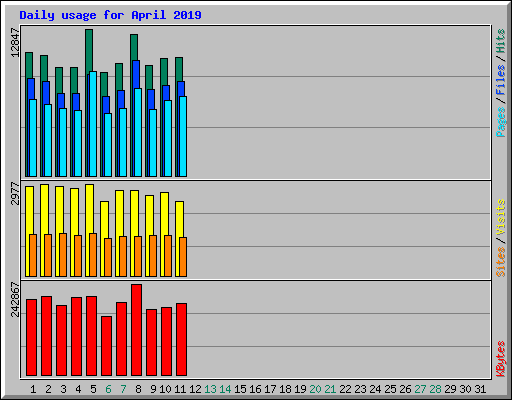 Daily usage for April 2019
12847
Pages / Files / Hits
2977
Sites / Visits
242867
KBytes
1 2 3 4 5 6 7 8 9 10 11 12 13 14 15 16 17 18 19 20 21 22 23 24 25 26 27 28 29 30 31